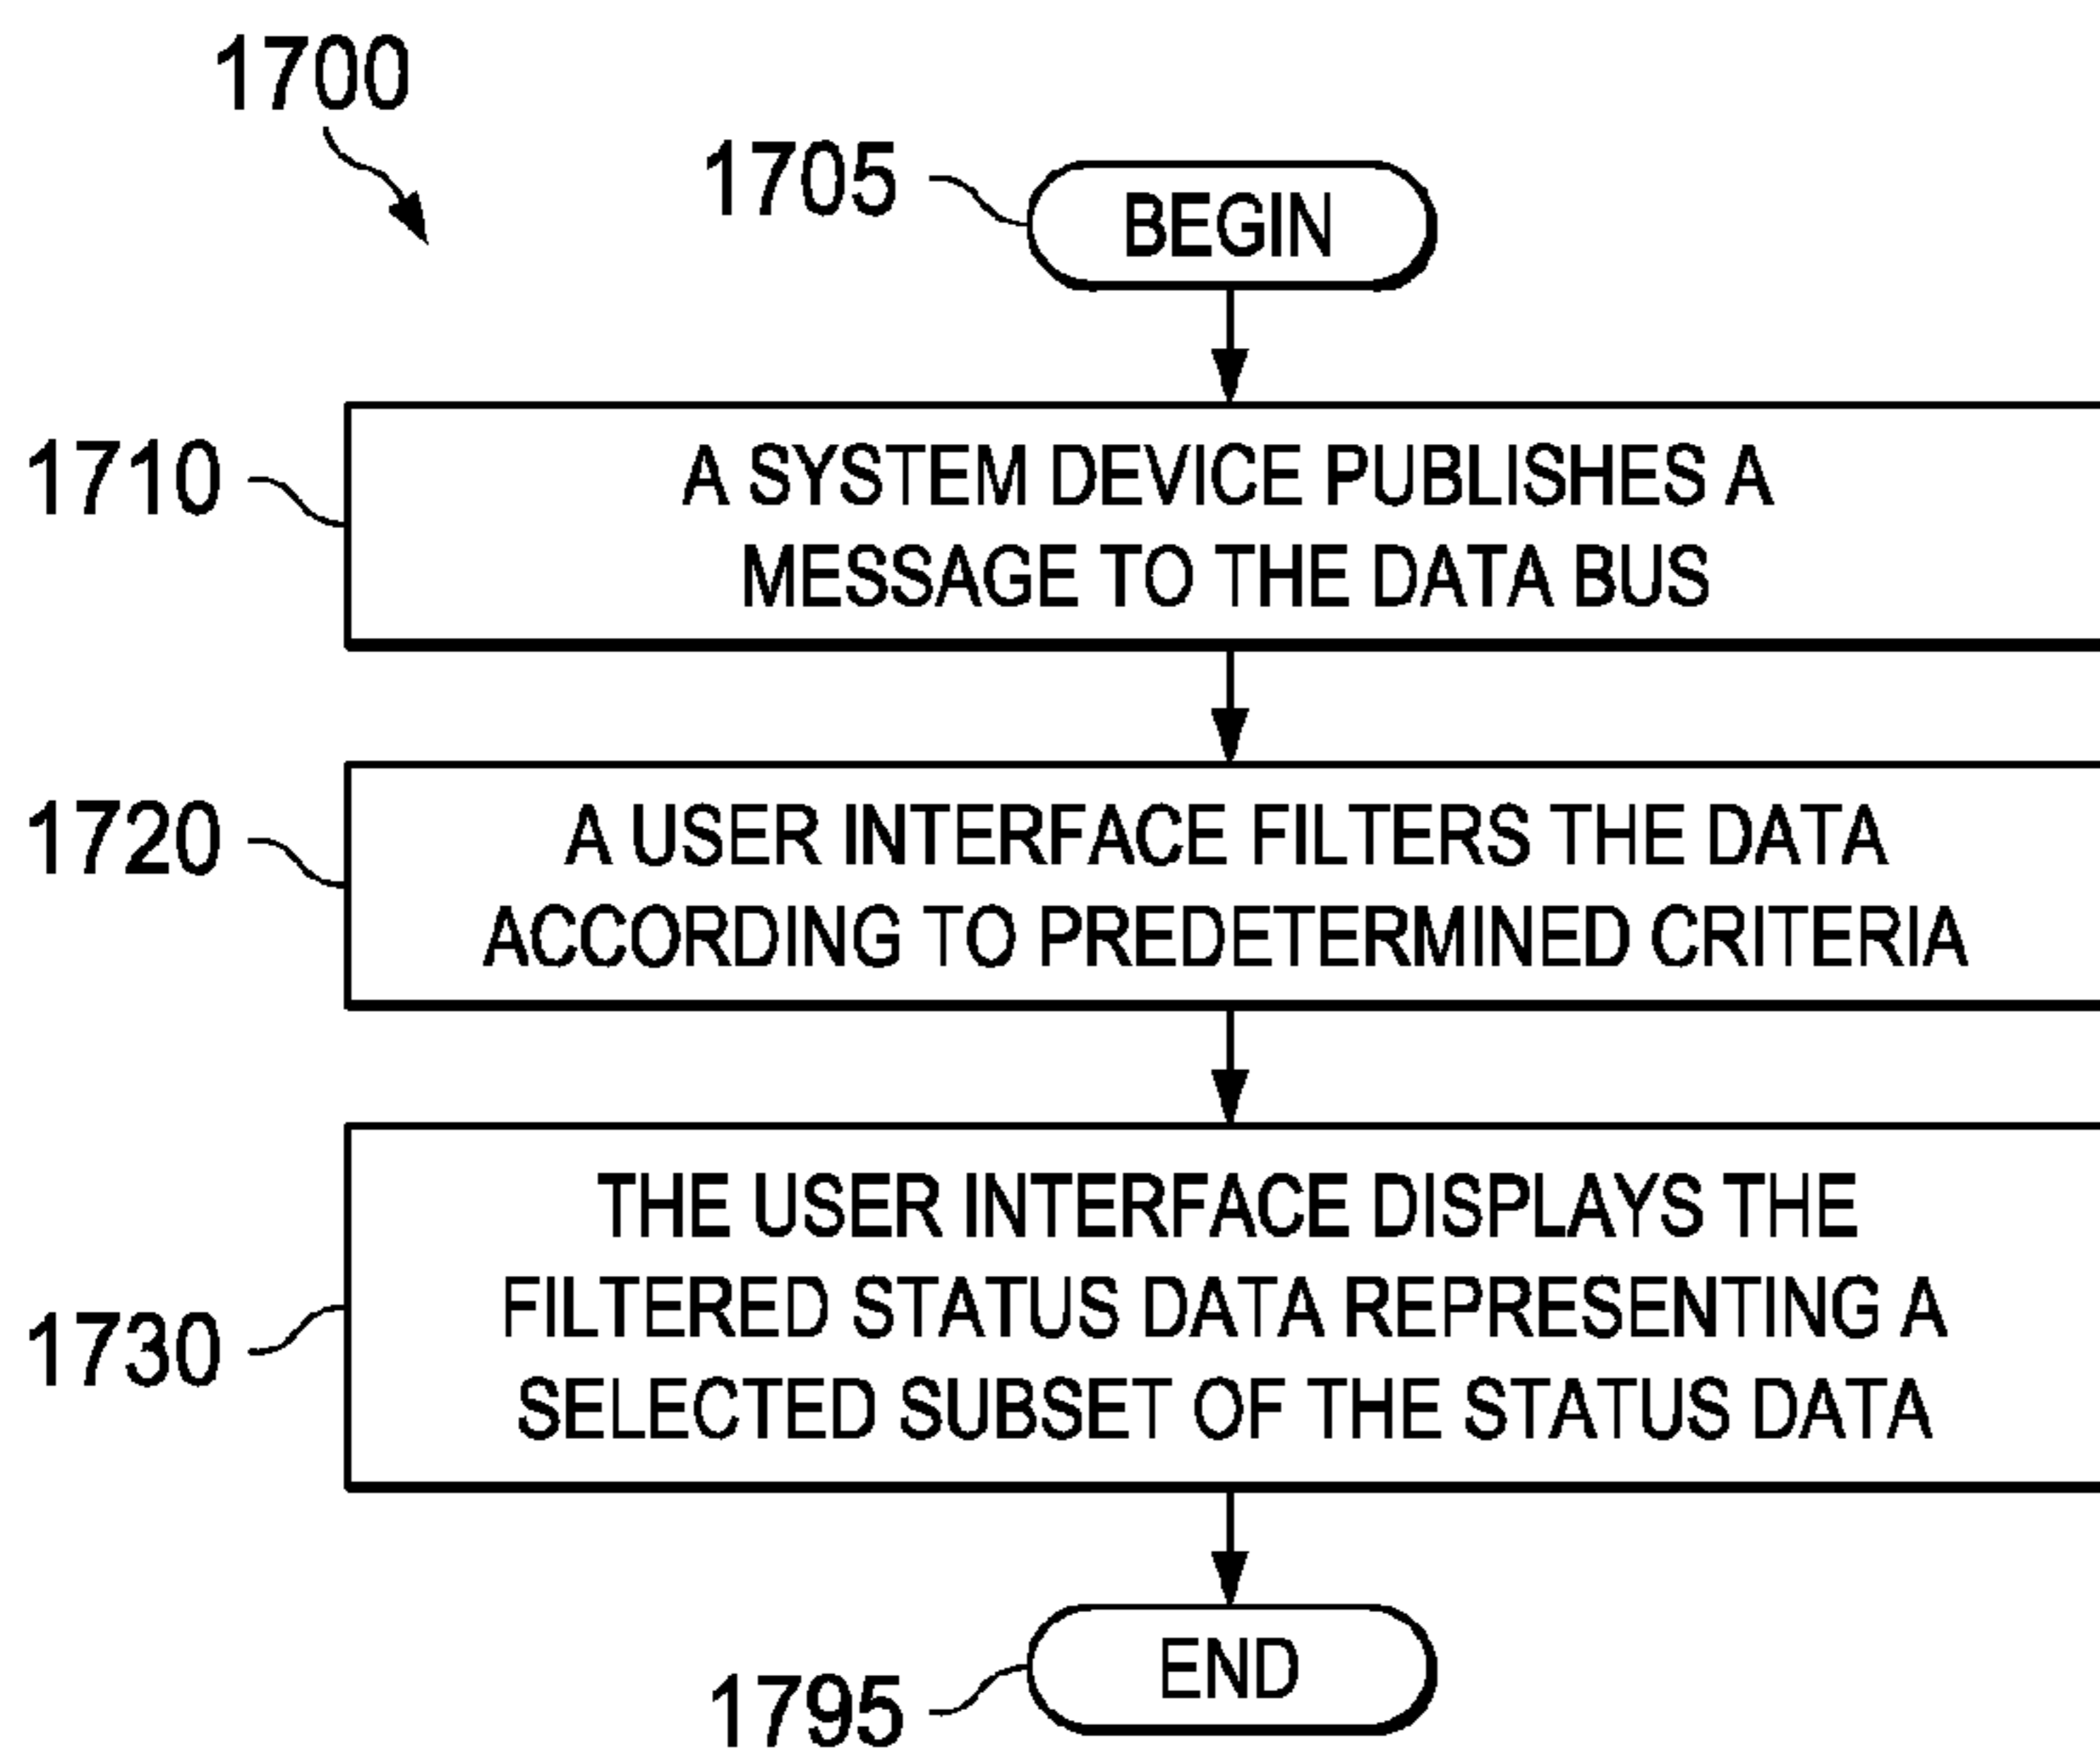 1700
1705
BEGIN
1710
A SYSTEM DEVICE PUBLISHES A
MESSAGE TO THE DATA BUS
1720
A USER INTERFACE FILTERS THE DATA
ACCORDING TO PREDETERMINED CRITERIA
1730
THE USER INTERFACE DISPLAYS THE
FILTERED STATUS DATA REPRESENTING A
SELECTED SUBSET OF THE STATUS DATA
1795
END